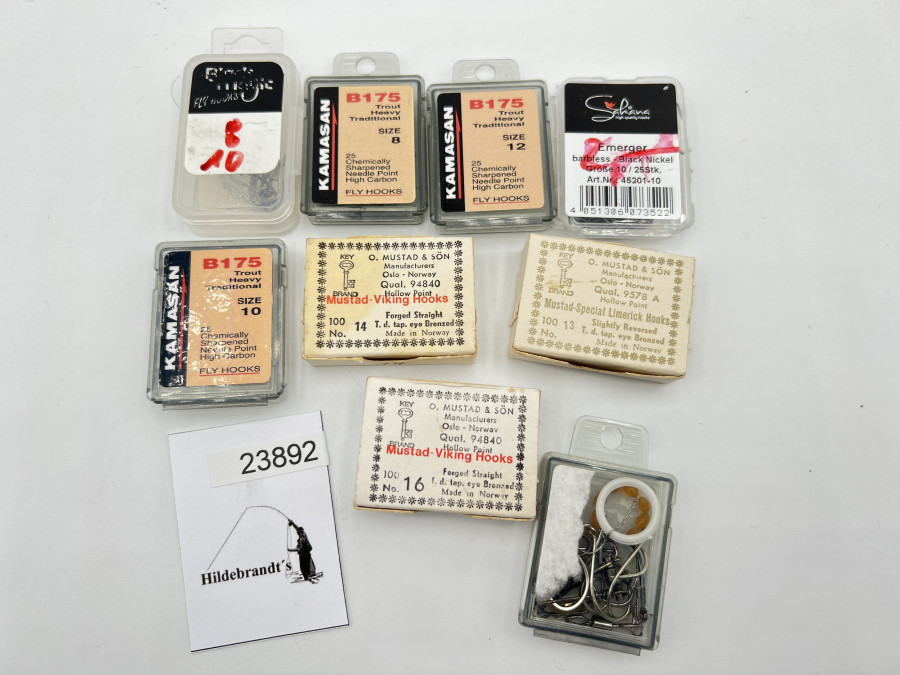 Black Magic
FLY HOOKS
8
10
KAMASAN
B175
Trout
Heavy
Traditional
SIZE
8
25
Chemically
Sharpened
Needle Point
High Carbon
FLY HOOKS
KAMASAN
B175
Trout
Heavy
Traditional
SIZE
12
25
Chemically
Sharpened
Needle Point
High Carbon
FLY HOOKS
Sahana
high quality hooks
Emerger
barbless - Black Nickel
Größe 10 / 25Stk.
Art.Nr.: 45201-10
4 051306 073522
KAMASAN
B175
Trout
Heavy
Traditional
SIZE
10
25
Chemically
Sharpened
Needle Point
High Carbon
FLY HOOKS
KEY
BRAND
O. MUSTAD & SÖN
Manufacturers
Oslo - Norway
Qual. 94840
Hollow Point
Mustad-Viking Hooks
100
No. 14
Forged Straight
T. d. tap. eye Bronzed
Made in Norway
KEY
BRAND
O. MUSTAD & SÖN
Manufacturers
Oslo - Norway
Qual. 9578 A
Hollow Point
Mustad-Special Limerick Hooks
100
No. 13
Slightly Reversed
T. d. tap. eye Bronzed
Made in Norway
KEY
BRAND
O. MUSTAD & SÖN
Manufacturers
Oslo - Norway
Qual. 94840
Hollow Point
Mustad-Viking Hooks
100
No. 16
Forged Straight
T. d. tap. eye Bronzed
Made in Norway
23892
Hildebrandt´s